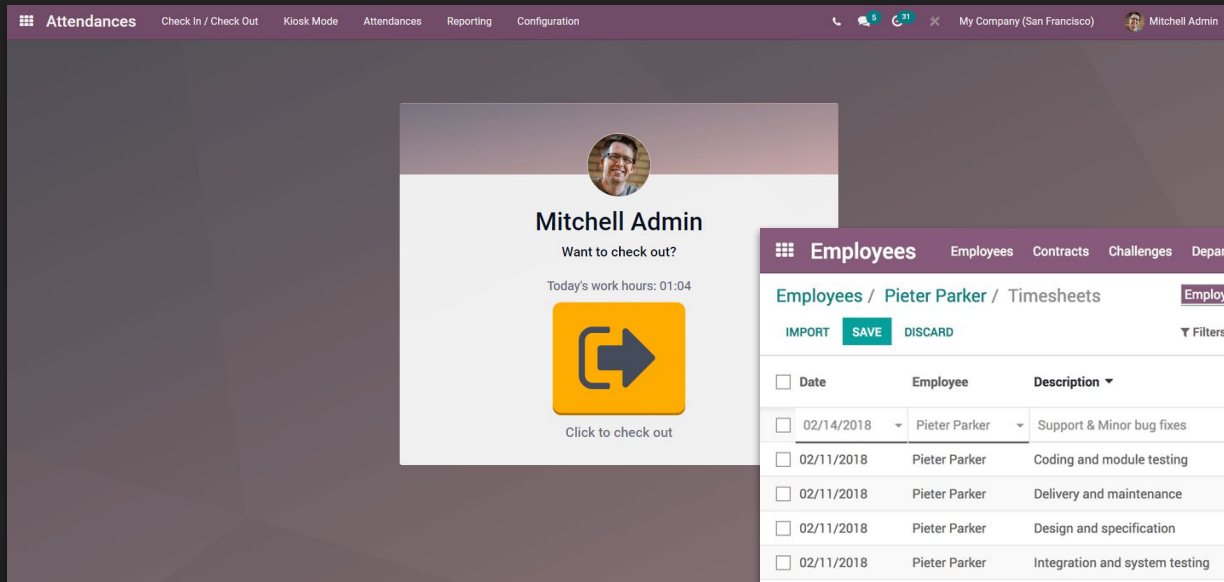 Attendances Check In / Check Out Kiosk Mode Attendances Reporting Configuration 5 31 My Company (San Francisco) Mitchell Admin
Mitchell Admin
Want to check out?
Today's work hours: 01:04
Click to check out
Employees Employees Contracts Challenges Depar
Employees / Pieter Parker / Timesheets Employ
IMPORT SAVE DISCARD Filters
Date Employee Description
02/14/2018 Pieter Parker Support & Minor bug fixes
02/11/2018 Pieter Parker Coding and module testing
02/11/2018 Pieter Parker Delivery and maintenance
02/11/2018 Pieter Parker Design and specification
02/11/2018 Pieter Parker Integration and system testing